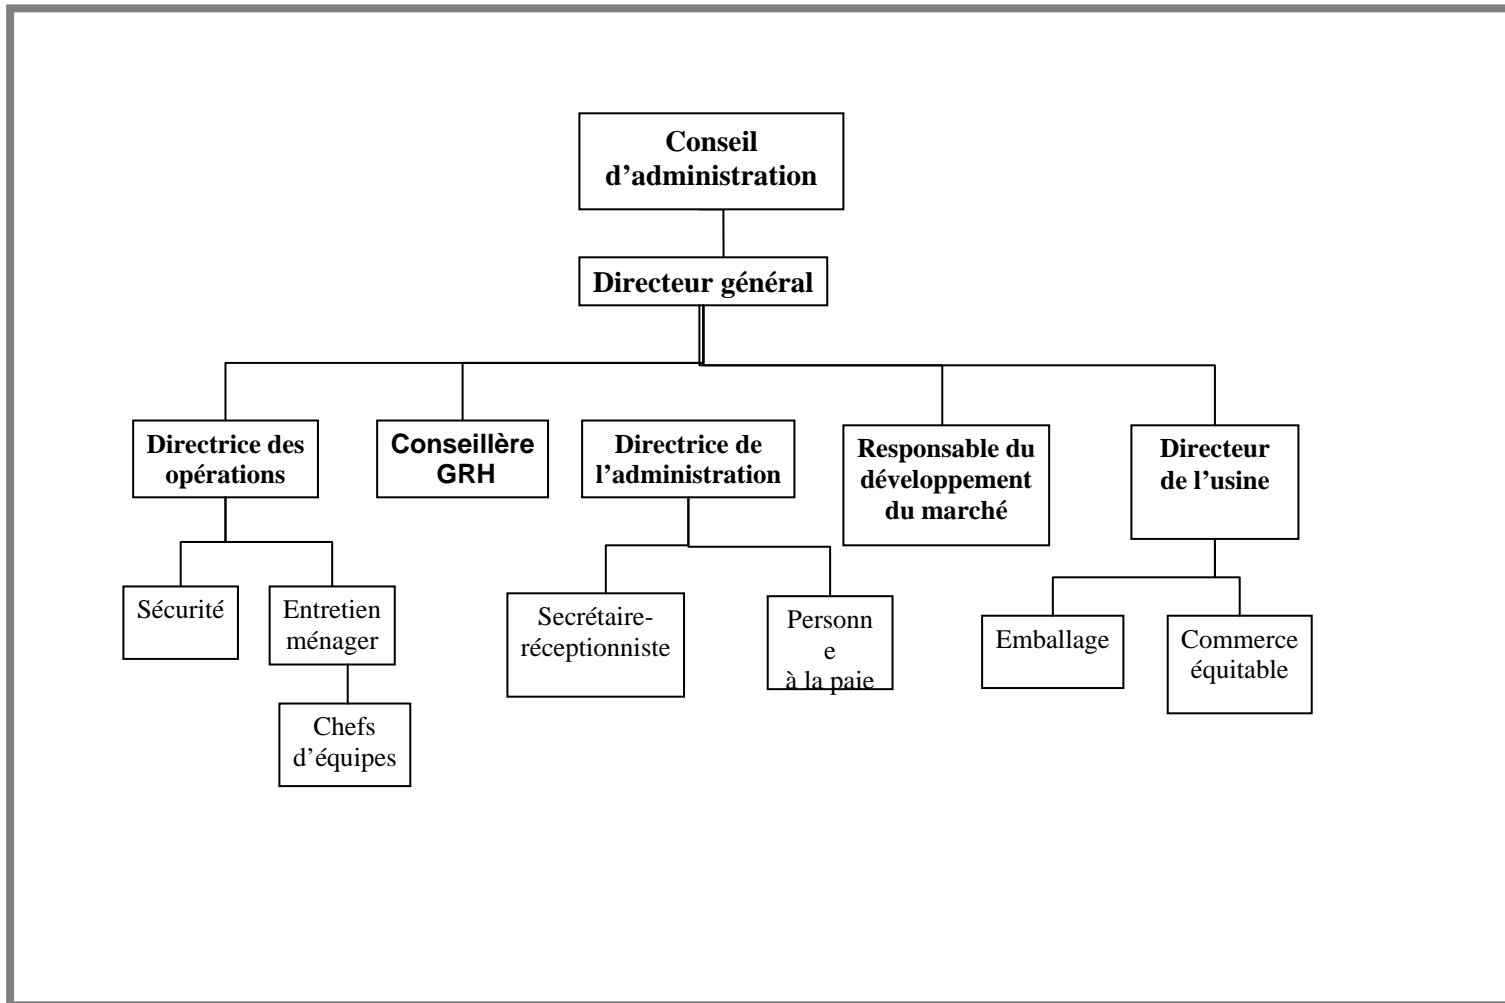 Conseil
d’administration
Directeur général
Directrice des
opérations
Conseillère
GRH
Directrice de
l’administration
Responsable du
développement
du marché
Directeur
de l’usine
Sécurité
Entretien
ménager
Chefs
d’équipes
Secrétaire-
réceptionniste
Personn
e
à la paie
Emballage
Commerce
équitable